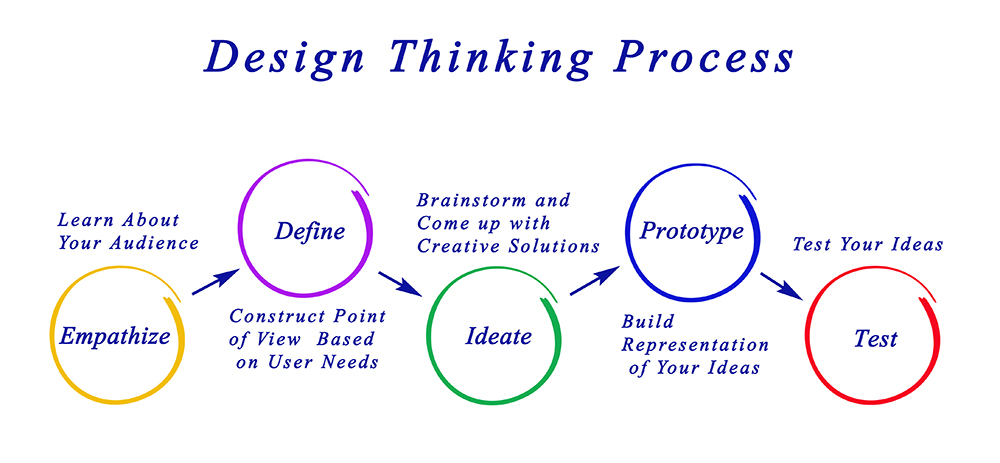 Design Thinking Process
Learn About
Your Audience
Empathize
Define
Construct Point
of View Based
on User Needs
Brainstorm and
Come up with
Creative Solutions
Ideate
Prototype
Build
Representation
of Your Ideas
Test Your Ideas
Test